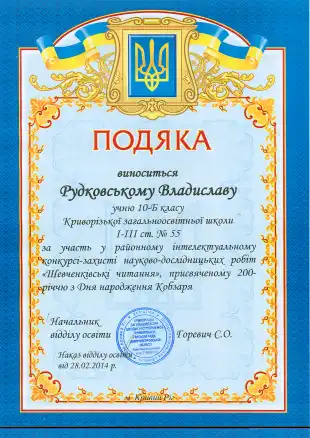 ПОДЯКА
виноситься
Рудковському Владиславу
учню 10-Б класу
Криворізької загальноосвітньої школи
І-ІІІ ст. № 55
за участь у районному інтелектуальному
конкурсі-захисті науково-дослідницьких робіт
«Шевченківські читання», присвяченому 200-
річчю з Дня народження Кобзаря
Начальник
відділу освіти Горевич С.О.
Наказ відділу освіти
від 28.02.2014 р.
м. Кривий Ріг